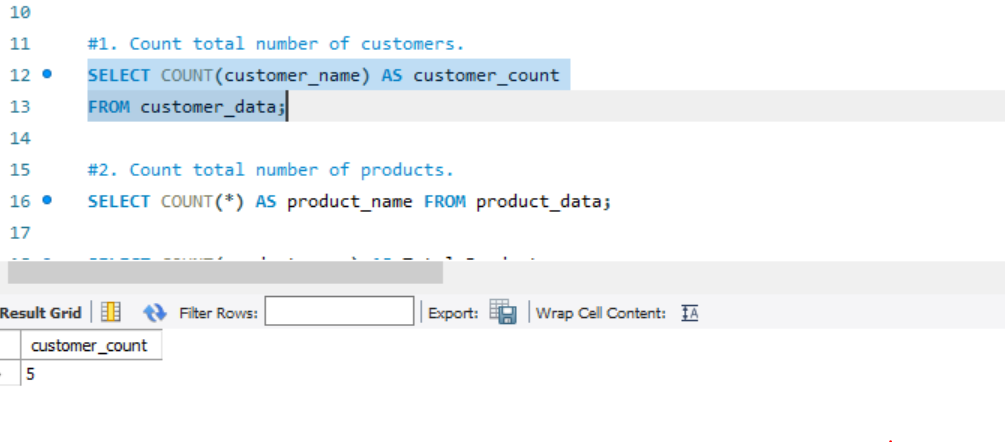 10
11 #1. Count total number of customers.
12 SELECT COUNT(customer_name) AS customer_count
13 FROM customer_data;
14
15 #2. Count total number of products.
16 SELECT COUNT(*) AS product_name FROM product_data;
17
Result Grid Filter Rows: Export: Wrap Cell Content: IA
customer_count
5